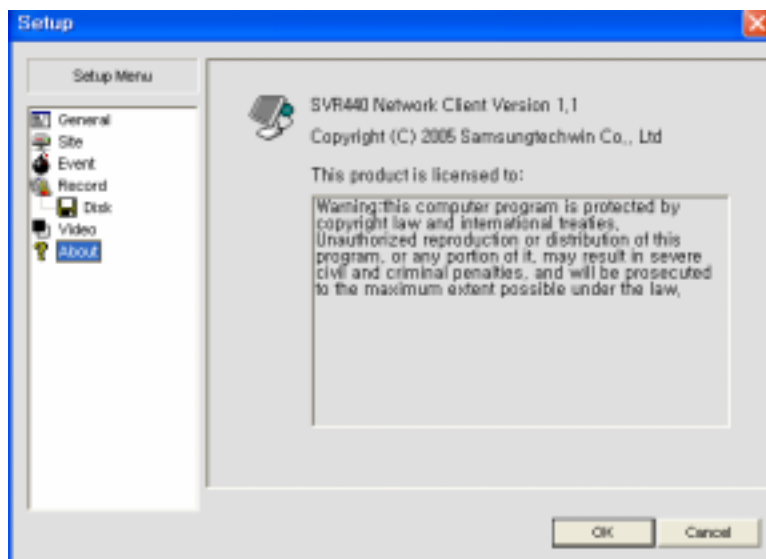 Setup
Setup Menu
General
Site
Event
Record
Disk
Video
About
SVR440 Network Client Version 1,1
Copyright (C) 2005 Samsungtechwin Co,, Ltd
This product is licensed to:
Warning:this computer program is protected by
copyright law and international treaties,
Unauthorized reproduction or distribution of this
program, or any portion of it, may result in severe
civil and criminal penalties, and will be prosecuted
to the maximum extent possible under the law,
OK
Cancel